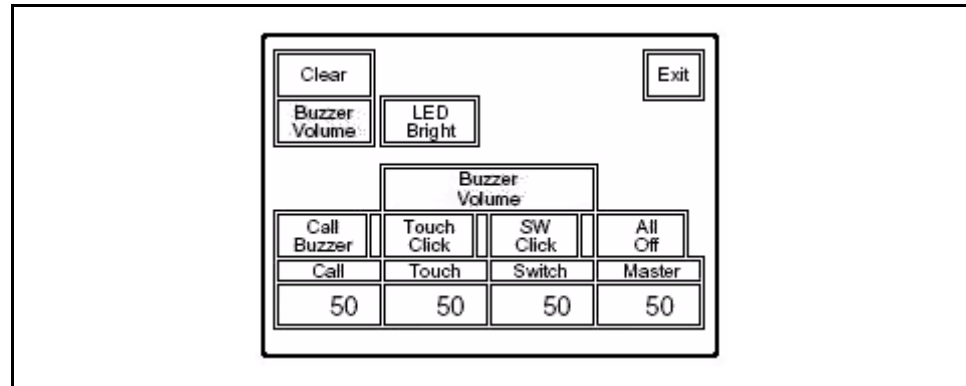 Clear
Exit
Buzzer
Volume
LED
Bright
Buzzer
Volume
Call
Buzzer
Touch
Click
SW
Click
All
Off
Call Touch Switch Master
50 50 50 50